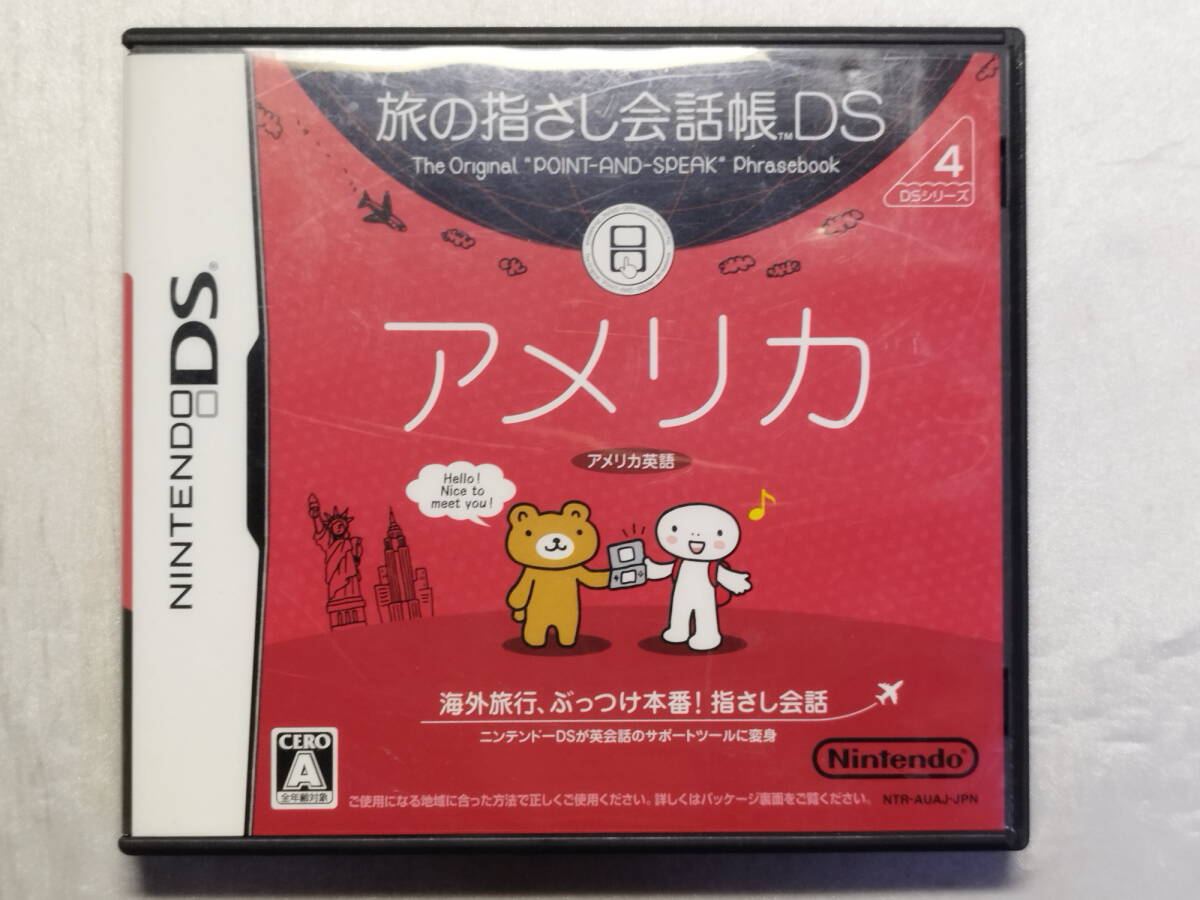 NINTENDO DS®
旅の指さし会話帳™DS
The Original "POINT-AND-SPEAK" Phrasebook
4
DSシリーズ
アメリカ
アメリカ英語
Hello!
Nice to
meet you!
海外旅行、ぶっつけ本番!指さし会話
ニンテンドーDSが英会話のサポートツールに変身
CERO
A
全年齢対象
Nintendo®
ご使用になる地域に合った方法で正しくご使用ください。詳しくはパッケージ裏面をご覧ください。
NTR-AUAJ-JPN